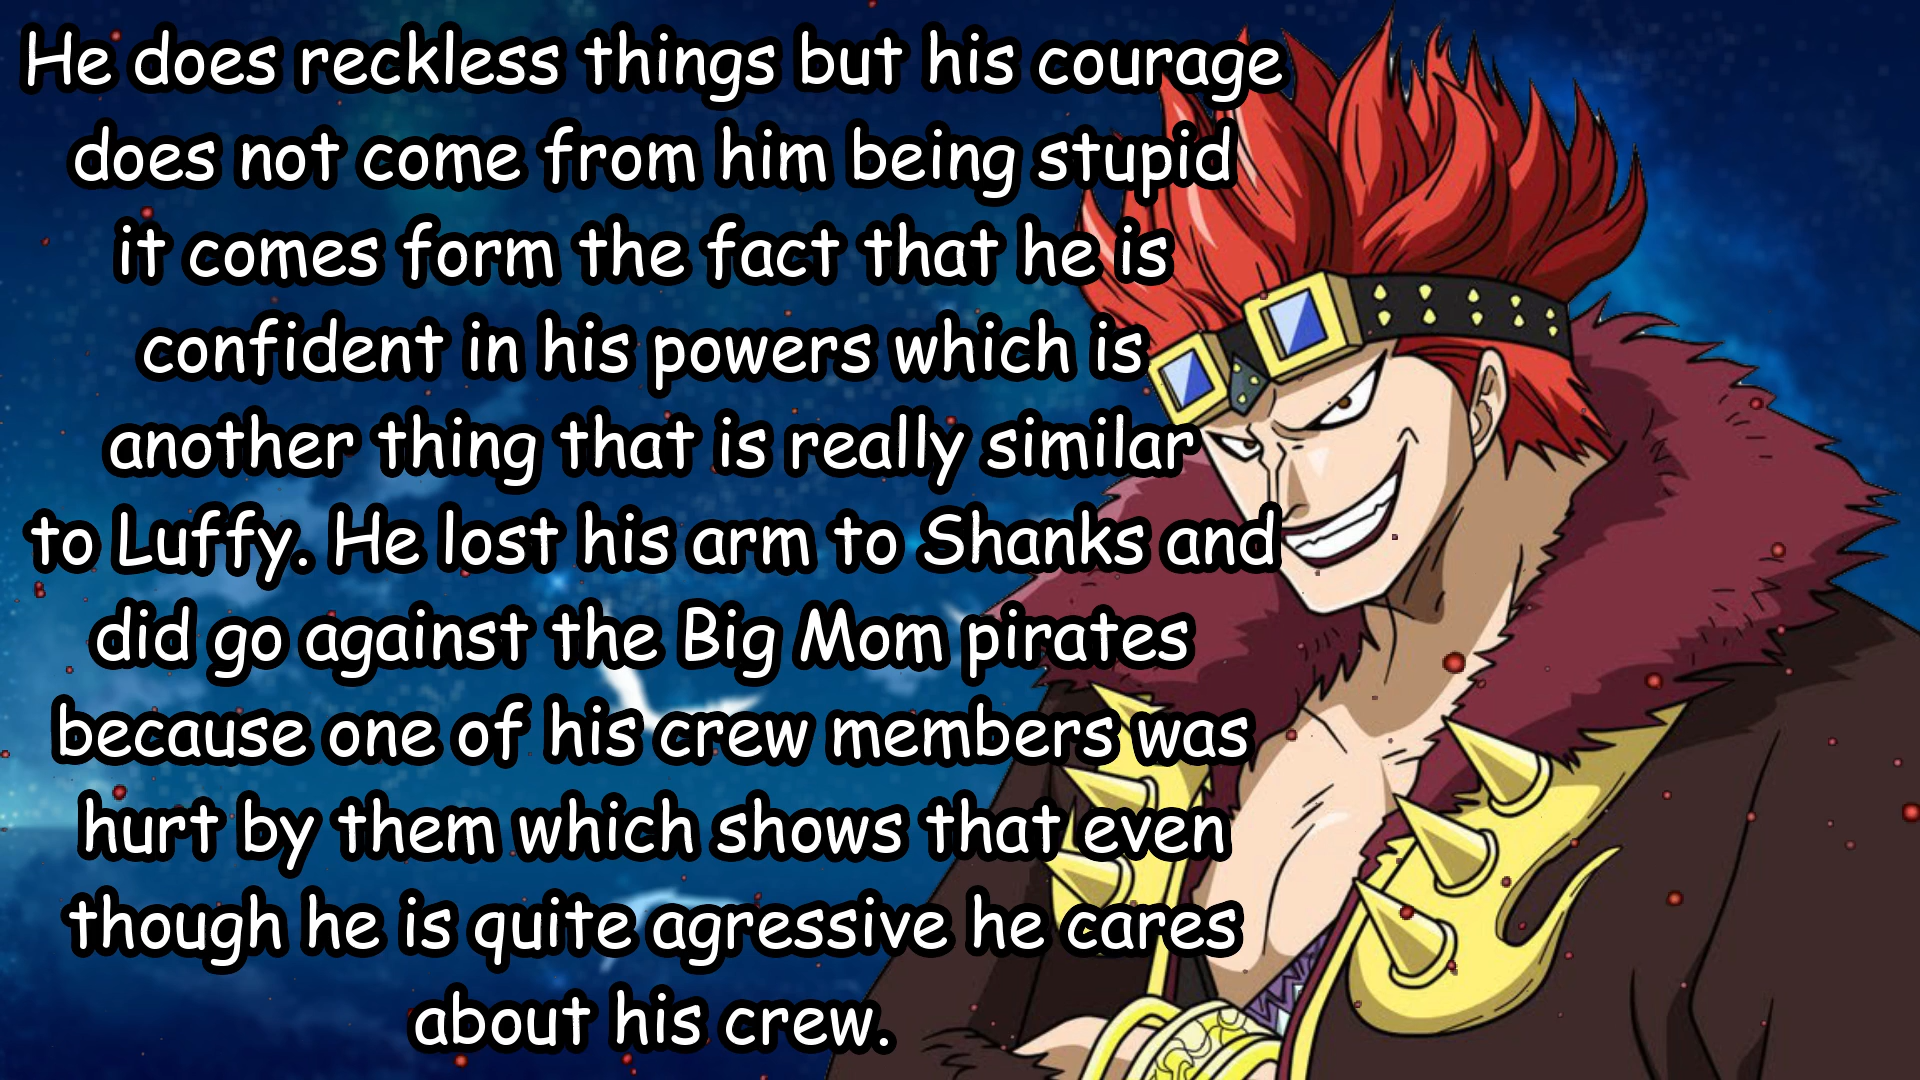 He does reckless things but his courage
does not come from him being stupid
it comes form the fact that he is
confident in his powers which is
another thing that is really similar
to Luffy. He lost his arm to Shanks and
did go against the Big Mom pirates
because one of his crew members was
hurt by them which shows that even
though he is quite agressive he cares
about his crew.